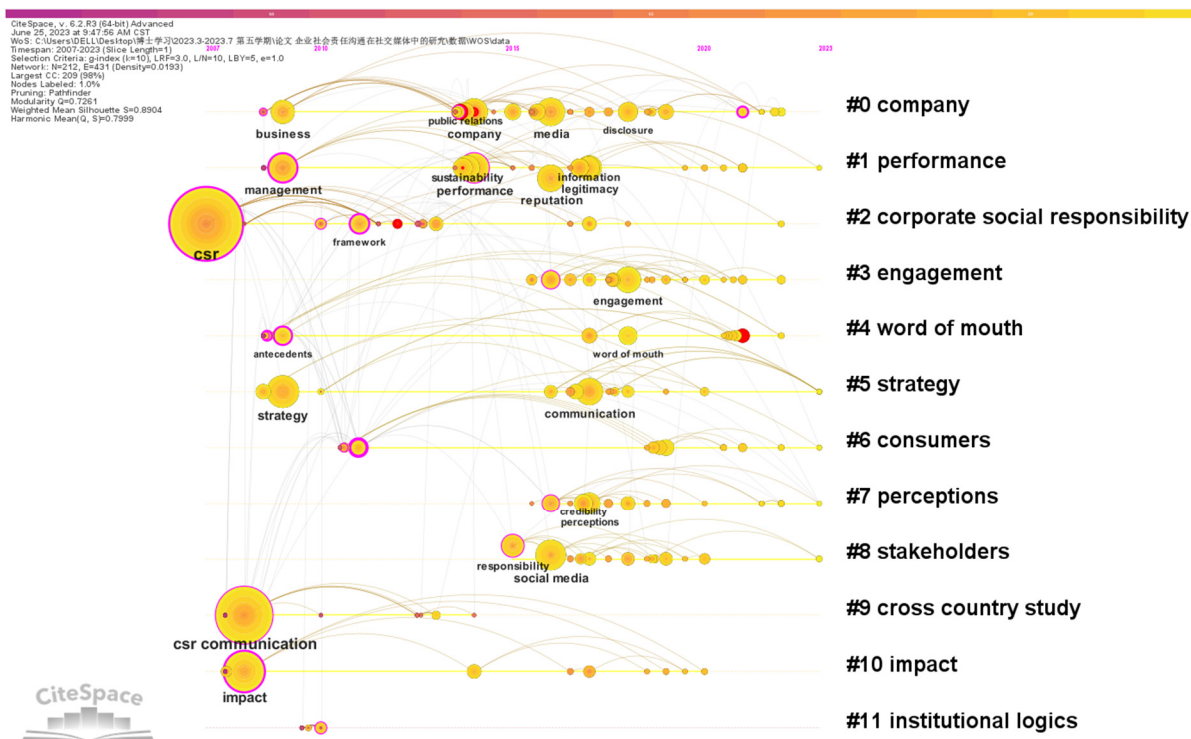 CiteSpace, v. 6.2.R3 (64-bit) Advanced
June 25, 2023 at 9:47:56 AM CST
WoS: C:\Users\DELL\Desktop\博士学习\2023.3-2023.7 第五学期\论文 企业社会责任沟通在社交媒体中的研究\数据\WOS\data
Timespan: 2007-2023 (Slice Length=1)
Selection Criteria: g-index (k=10), LRF=3.0, L/N=10, LBY=5, e=1.0
Network: N=212, E=431 (Density=0.0193)
Largest CC: 209 (98%)
Nodes Labeled: 1.0%
Pruning: Pathfinder
Modularity Q=0.7261
Weighted Mean Silhouette S=0.8904
Harmonic Mean(Q, S)=0.7999
2007 2010 2015 2020 2023
#0 company
public relations
business company media disclosure
#1 performance
sustainability information
management performance legitimacy
reputation
#2 corporate social responsibility
framework
csr
#3 engagement
engagement
#4 word of mouth
antecedents word of mouth
#5 strategy
strategy communication
#6 consumers
#7 perceptions
credibility
perceptions
#8 stakeholders
responsibility
social media
#9 cross country study
csr communication
#10 impact
impact
CiteSpace
#11 institutional logics